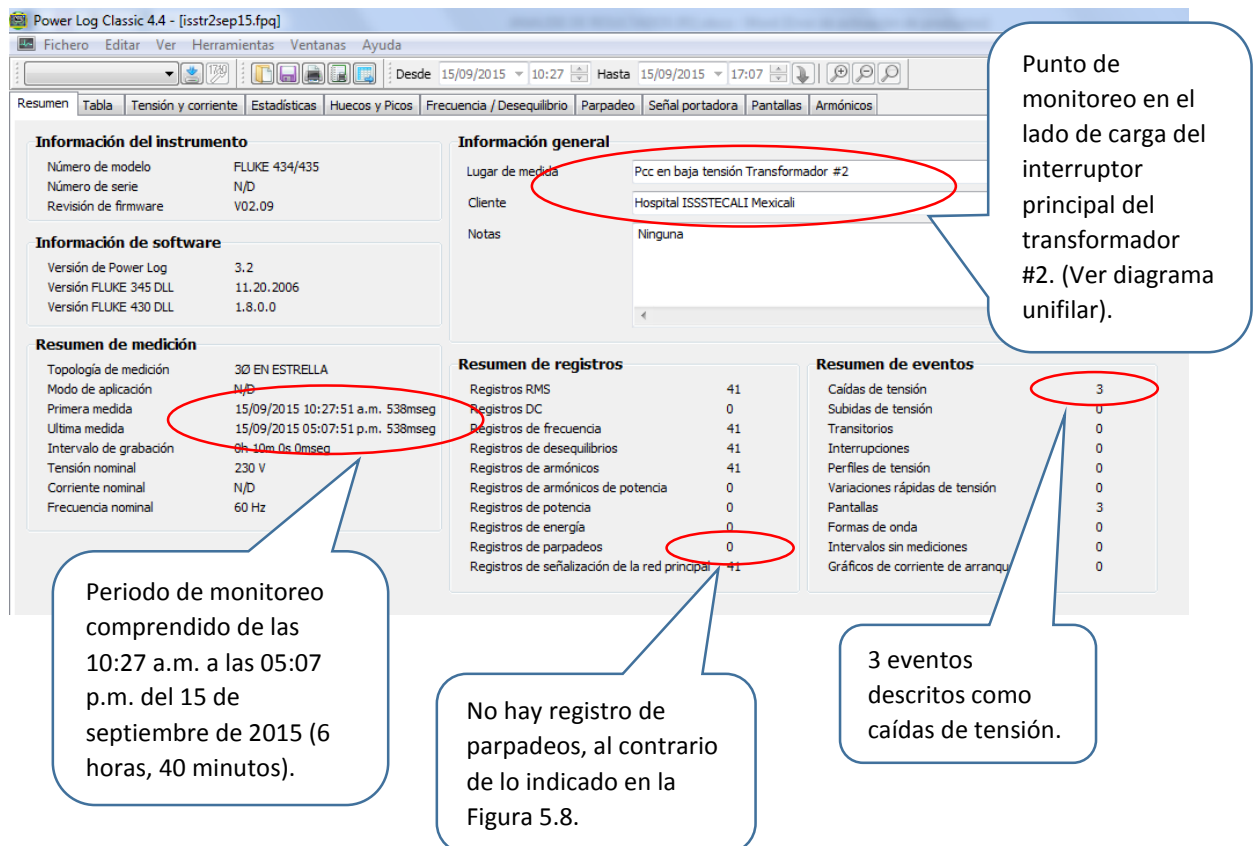 Power Log Classic 4.4 - [isstr2sep15.fpq]
Fichero Editar Ver Herramientas Ventanas Ayuda
Desde 15/09/2015 10:27 Hasta 15/09/2015 17:07
Resumen Tabla Tensión y corriente Estadísticas Huecos y Picos Frecuencia / Desequilibrio Parpadeo Señal portadora Pantallas Armónicos
Información del instrumento
Número de modelo FLUKE 434/435
Número de serie N/D
Revisión de firmware V02.09
Información de software
Versión de Power Log 3.2
Versión FLUKE 345 DLL 11.20.2006
Versión FLUKE 430 DLL 1.8.0.0
Resumen de medición
Topología de medición 3Ø EN ESTRELLA
Modo de aplicación N/D
Primera medida 15/09/2015 10:27:51 a.m. 538mseg
Ultima medida 15/09/2015 05:07:51 p.m. 538mseg
Intervalo de grabación 0h 10m 0s 0mseg
Tensión nominal 230 V
Corriente nominal N/D
Frecuencia nominal 60 Hz
Información general
Lugar de medida Pcc en baja tensión Transformador #2
Cliente Hospital ISSSTECALI Mexicali
Notas Ninguna
Resumen de registros
Registros RMS 41
Registros DC 0
Registros de frecuencia 41
Registros de desequilibrios 41
Registros de armónicos 41
Registros de armónicos de potencia 0
Registros de potencia 0
Registros de energía 0
Registros de parpadeos 0
Registros de señalización de la red principal 41
Resumen de eventos
Caídas de tensión 3
Subidas de tensión 0
Transitorios 0
Interrupciones 0
Perfiles de tensión 0
Variaciones rápidas de tensión 0
Pantallas 3
Formas de onda 0
Intervalos sin mediciones 0
Gráficos de corriente de arranqu 0
Punto de
monitoreo en el
lado de carga del
interruptor
principal del
transformador
#2. (Ver diagrama
unifilar).
Periodo de monitoreo
comprendido de las
10:27 a.m. a las 05:07
p.m. del 15 de
septiembre de 2015 (6
horas, 40 minutos).
No hay registro de
parpadeos, al contrario
de lo indicado en la
Figura 5.8.
3 eventos
descritos como
caídas de tensión.